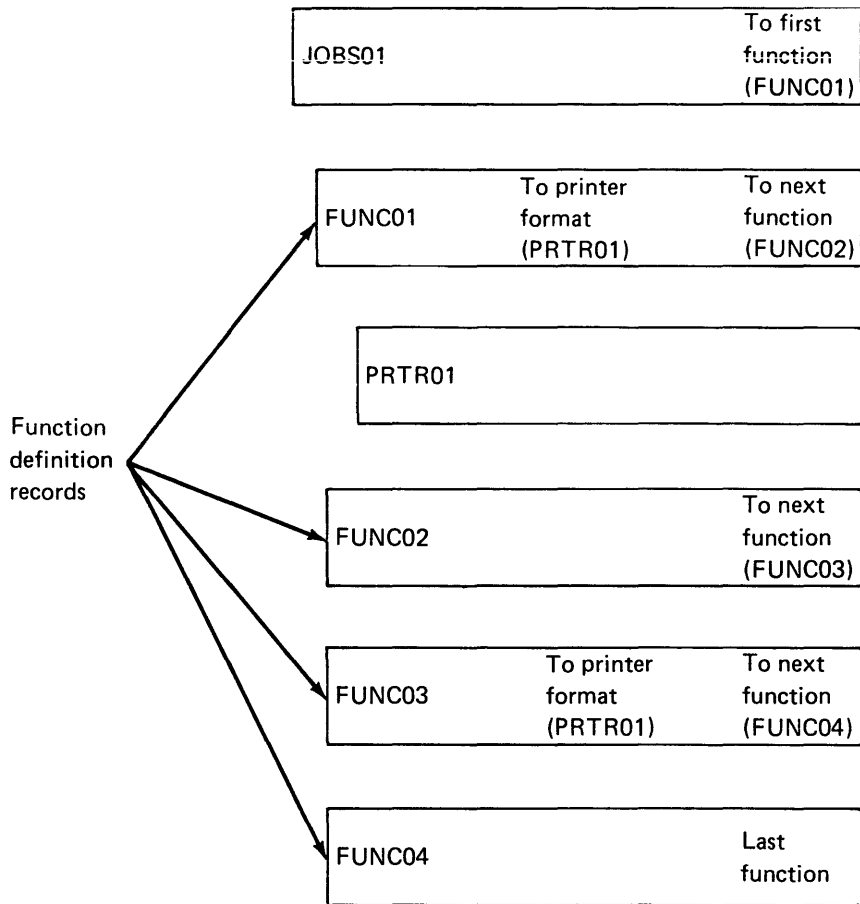 JOBS01
To first
function
(FUNC01)
FUNC01
To printer
format
(PRTR01)
To next
function
(FUNC02)
PRTR01
Function
definition
records
FUNC02
To next
function
(FUNC03)
FUNC03
To printer
format
(PRTR01)
To next
function
(FUNC04)
FUNC04
Last
function